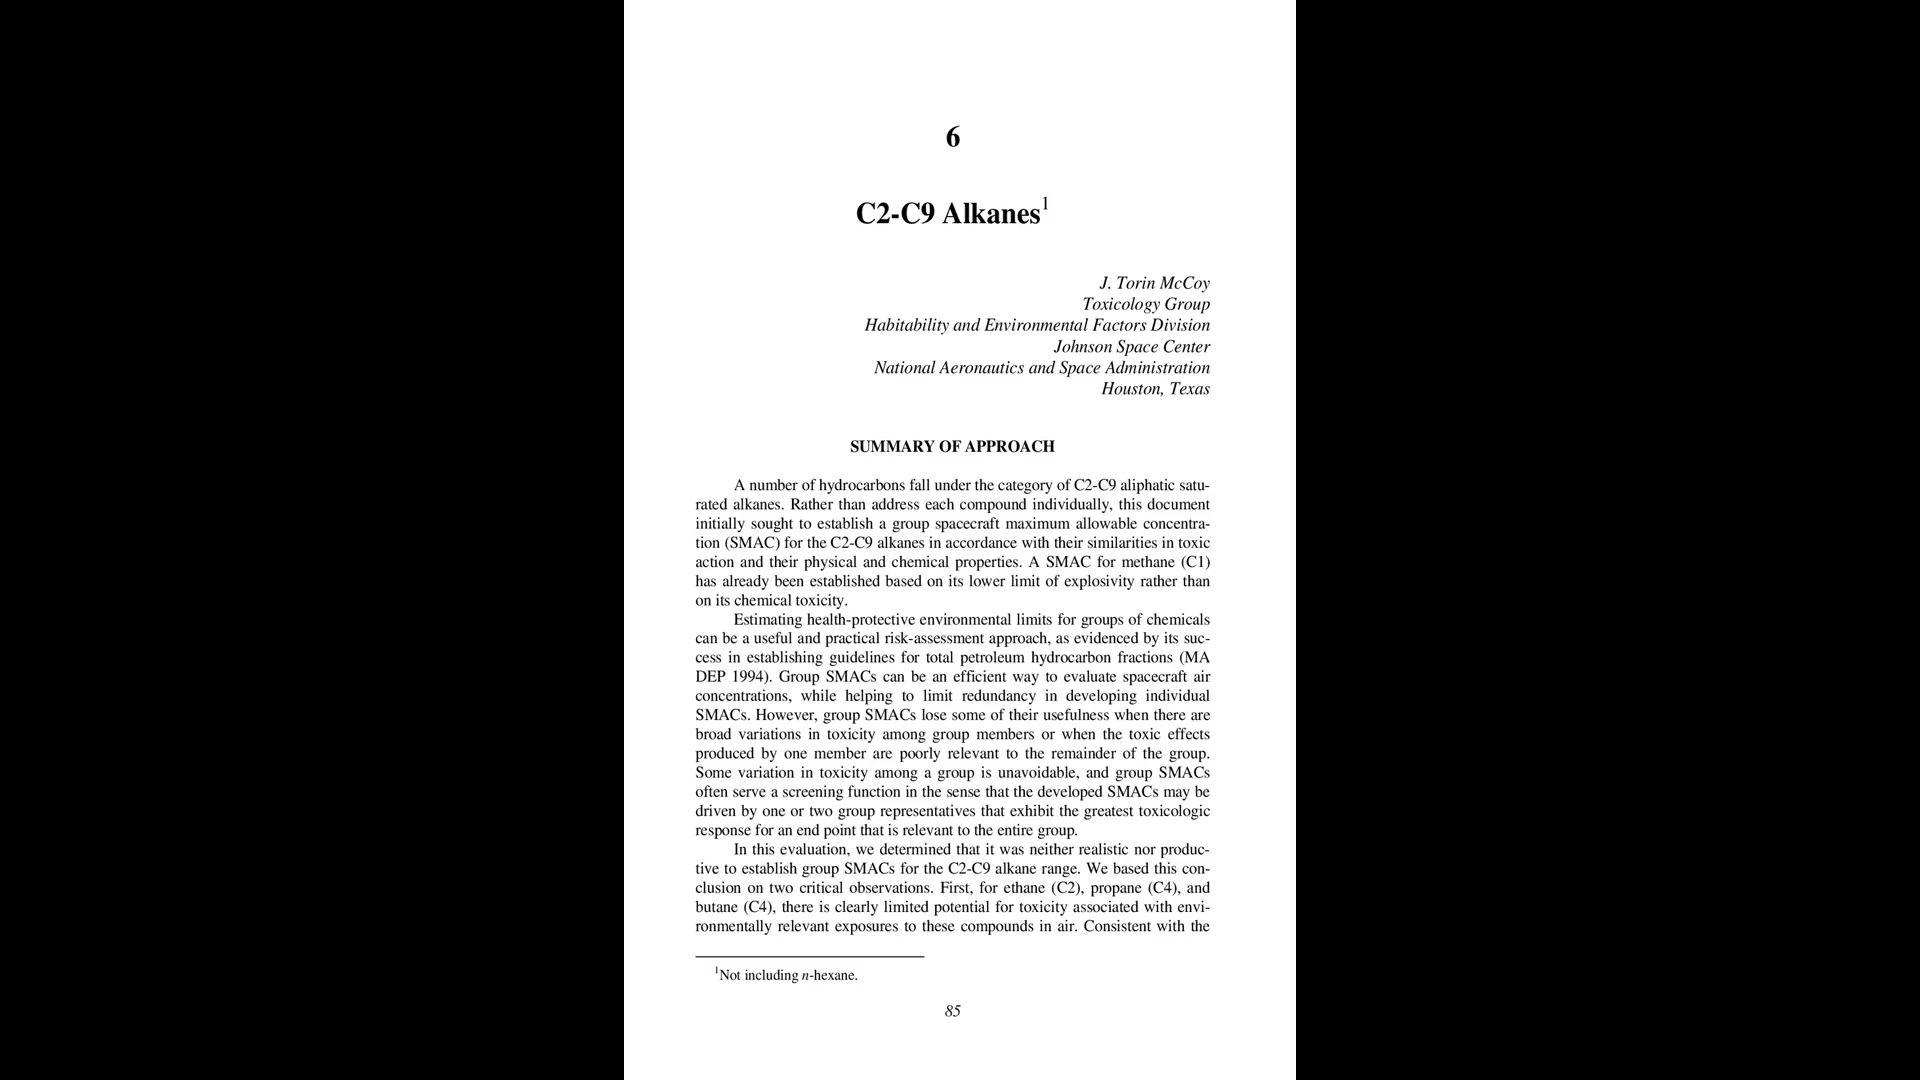 6
C2-C9 Alkanes1
J. Torin McCoy
Toxicology Group
Habitability and Environmental Factors Division
Johnson Space Center
National Aeronautics and Space Administration
Houston, Texas
SUMMARY OF APPROACH
A number of hydrocarbons fall under the category of C2-C9 aliphatic satu-
rated alkanes. Rather than address each compound individually, this document
initially sought to establish a group spacecraft maximum allowable concentra-
tion (SMAC) for the C2-C9 alkanes in accordance with their similarities in toxic
action and their physical and chemical properties. A SMAC for methane (C1)
has already been established based on its lower limit of explosivity rather than
on its chemical toxicity.
Estimating health-protective environmental limits for groups of chemicals
can be a useful and practical risk-assessment approach, as evidenced by its suc-
cess in establishing guidelines for total petroleum hydrocarbon fractions (MA
DEP 1994). Group SMACs can be an efficient way to evaluate spacecraft air
concentrations, while helping to limit redundancy in developing individual
SMACs. However, group SMACs lose some of their usefulness when there are
broad variations in toxicity among group members or when the toxic effects
produced by one member are poorly relevant to the remainder of the group.
Some variation in toxicity among a group is unavoidable, and group SMACs
often serve a screening function in the sense that the developed SMACs may be
driven by one or two group representatives that exhibit the greatest toxicologic
response for an end point that is relevant to the entire group.
In this evaluation, we determined that it was neither realistic nor produc-
tive to establish group SMACs for the C2-C9 alkane range. We based this con-
clusion on two critical observations. First, for ethane (C2), propane (C4), and
butane (C4), there is clearly limited potential for toxicity associated with envi-
ronmentally relevant exposures to these compounds in air. Consistent with the
1Not including n-hexane.
85